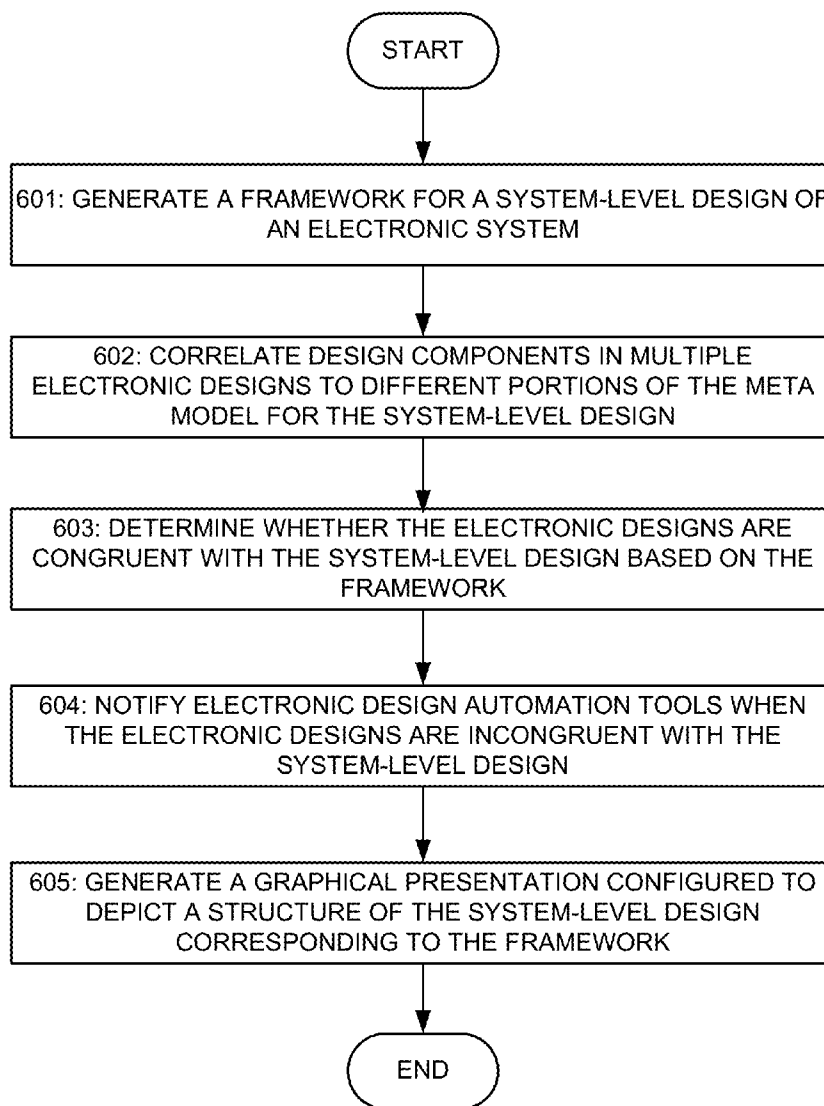 START
601: GENERATE A FRAMEWORK FOR A SYSTEM-LEVEL DESIGN OF
AN ELECTRONIC SYSTEM
602: CORRELATE DESIGN COMPONENTS IN MULTIPLE
ELECTRONIC DESIGNS TO DIFFERENT PORTIONS OF THE META
MODEL FOR THE SYSTEM-LEVEL DESIGN
603: DETERMINE WHETHER THE ELECTRONIC DESIGNS ARE
CONGRUENT WITH THE SYSTEM-LEVEL DESIGN BASED ON THE
FRAMEWORK
604: NOTIFY ELECTRONIC DESIGN AUTOMATION TOOLS WHEN
THE ELECTRONIC DESIGNS ARE INCONGRUENT WITH THE
SYSTEM-LEVEL DESIGN
605: GENERATE A GRAPHICAL PRESENTATION CONFIGURED TO
DEPICT A STRUCTURE OF THE SYSTEM-LEVEL DESIGN
CORRESPONDING TO THE FRAMEWORK
END